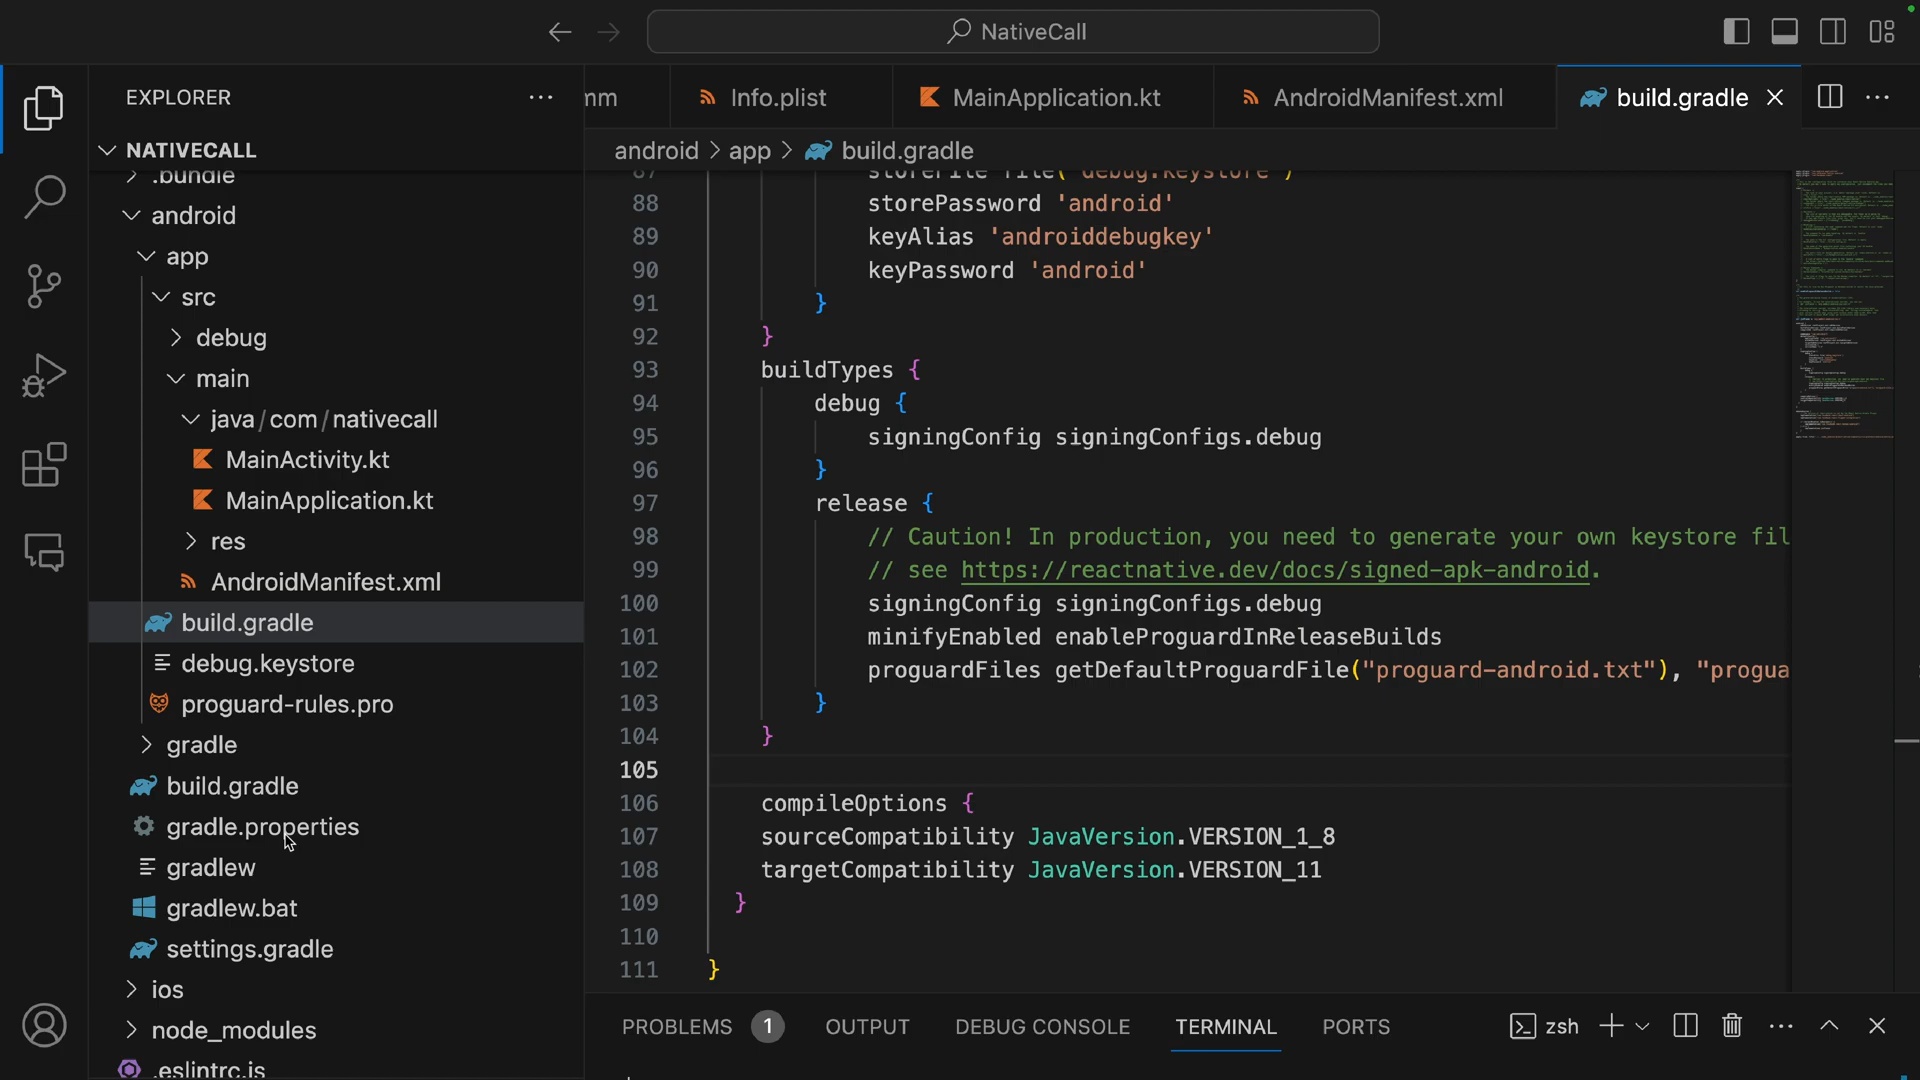 NativeCall
EXPLORER
NATIVECALL
.bundle
android
app
src
debug
main
java/com/nativecall
MainActivity.kt
MainApplication.kt
res
AndroidManifest.xml
build.gradle
debug.keystore
proguard-rules.pro
gradle
build.gradle
gradle.properties
gradlew
gradlew.bat
settings.gradle
ios
node_modules
.eslintrc.js
mm
Info.plist
MainApplication.kt
AndroidManifest.xml
build.gradle
android > app > build.gradle
87 storeFile file('debug.keystore')
88 storePassword 'android'
89 keyAlias 'androiddebugkey'
90 keyPassword 'android'
91 }
92 }
93 buildTypes {
94 debug {
95 signingConfig signingConfigs.debug
96 }
97 release {
98 // Caution! In production, you need to generate your own keystore fil
99 // see https://reactnative.dev/docs/signed-apk-android.
100 signingConfig signingConfigs.debug
101 minifyEnabled enableProguardInReleaseBuilds
102 proguardFiles getDefaultProguardFile("proguard-android.txt"), "progua
103 }
104 }
105
106 compileOptions {
107 sourceCompatibility JavaVersion.VERSION_1_8
108 targetCompatibility JavaVersion.VERSION_11
109 }
110
111 }
PROBLEMS 1 OUTPUT DEBUG CONSOLE TERMINAL PORTS zsh